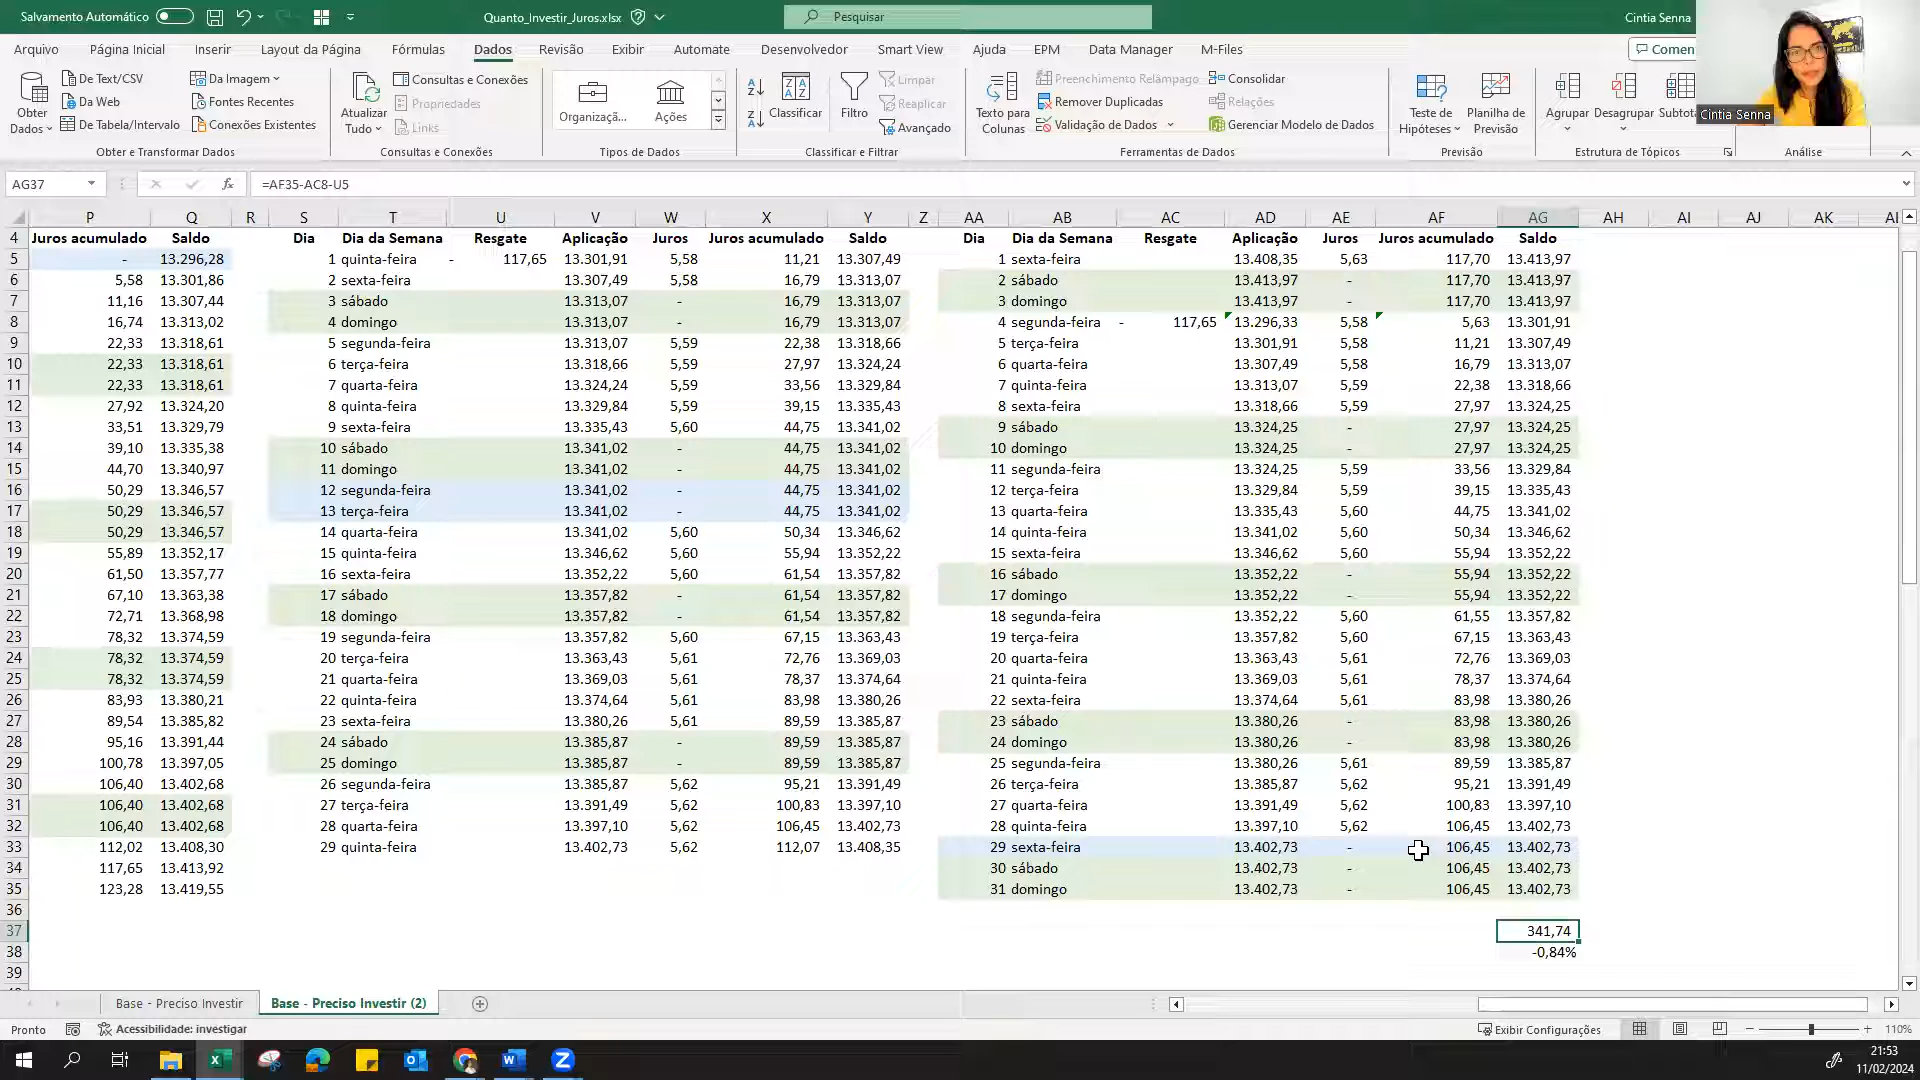 Salvamento Automático
Quanto_Investir_Juros.xlsx
Pesquisar
Cintia Senna
Arquivo Página Inicial Inserir Layout da Página Fórmulas Dados Revisão Exibir Automate Desenvolvedor Smart View Ajuda EPM Data Manager M-Files Comen
Obter Dados
De Text/CSV
Da Web
De Tabela/Intervalo
Da Imagem
Fontes Recentes
Conexões Existentes
Obter e Transformar Dados
Atualizar Tudo
Consultas e Conexões
Propriedades
Links
Consultas e Conexões
Organizaçã...
Ações
Tipos de Dados
Classificar
Filtro
Limpar
Reaplicar
Avançado
Classificar e Filtrar
Texto para Colunas
Preenchimento Relâmpago
Remover Duplicadas
Validação de Dados
Consolidar
Relações
Gerenciar Modelo de Dados
Ferramentas de Dados
Teste de Hipóteses
Planilha de Previsão
Previsão
Agrupar
Desagrupar
Subtot
Estrutura de Tópicos
Análise
Cintia Senna
AG37 fx =AF35-AC8-U5
P Q R S T U V W X Y Z AA AB AC AD AE AF AG AH AI AJ AK AI
4 Juros acumulado Saldo Dia Dia da Semana Resgate Aplicação Juros Juros acumulado Saldo Dia Dia da Semana Resgate Aplicação Juros Juros acumulado Saldo
5 - 13.296,28 1 quinta-feira - 117,65 13.301,91 5,58 11,21 13.307,49 1 sexta-feira 13.408,35 5,63 117,70 13.413,97
6 5,58 13.301,86 2 sexta-feira 13.307,49 5,58 16,79 13.313,07 2 sábado 13.413,97 - 117,70 13.413,97
7 11,16 13.307,44 3 sábado 13.313,07 - 16,79 13.313,07 3 domingo 13.413,97 - 117,70 13.413,97
8 16,74 13.313,02 4 domingo 13.313,07 - 16,79 13.313,07 4 segunda-feira - 117,65 13.296,33 5,58 5,63 13.301,91
9 22,33 13.318,61 5 segunda-feira 13.313,07 5,59 22,38 13.318,66 5 terça-feira 13.301,91 5,58 11,21 13.307,49
10 22,33 13.318,61 6 terça-feira 13.318,66 5,59 27,97 13.324,24 6 quarta-feira 13.307,49 5,58 16,79 13.313,07
11 22,33 13.318,61 7 quarta-feira 13.324,24 5,59 33,56 13.329,84 7 quinta-feira 13.313,07 5,59 22,38 13.318,66
12 27,92 13.324,20 8 quinta-feira 13.329,84 5,59 39,15 13.335,43 8 sexta-feira 13.318,66 5,59 27,97 13.324,25
13 33,51 13.329,79 9 sexta-feira 13.335,43 5,60 44,75 13.341,02 9 sábado 13.324,25 - 27,97 13.324,25
14 39,10 13.335,38 10 sábado 13.341,02 - 44,75 13.341,02 10 domingo 13.324,25 - 27,97 13.324,25
15 44,70 13.340,97 11 domingo 13.341,02 - 44,75 13.341,02 11 segunda-feira 13.324,25 5,59 33,56 13.329,84
16 50,29 13.346,57 12 segunda-feira 13.341,02 - 44,75 13.341,02 12 terça-feira 13.329,84 5,59 39,15 13.335,43
17 50,29 13.346,57 13 terça-feira 13.341,02 - 44,75 13.341,02 13 quarta-feira 13.335,43 5,60 44,75 13.341,02
18 50,29 13.346,57 14 quarta-feira 13.341,02 5,60 50,34 13.346,62 14 quinta-feira 13.341,02 5,60 50,34 13.346,62
19 55,89 13.352,17 15 quinta-feira 13.346,62 5,60 55,94 13.352,22 15 sexta-feira 13.346,62 5,60 55,94 13.352,22
20 61,50 13.357,77 16 sexta-feira 13.352,22 5,60 61,54 13.357,82 16 sábado 13.352,22 - 55,94 13.352,22
21 67,10 13.363,38 17 sábado 13.357,82 - 61,54 13.357,82 17 domingo 13.352,22 - 55,94 13.352,22
22 72,71 13.368,98 18 domingo 13.357,82 - 61,54 13.357,82 18 segunda-feira 13.352,22 5,60 61,55 13.357,82
23 78,32 13.374,59 19 segunda-feira 13.357,82 5,60 67,15 13.363,43 19 terça-feira 13.357,82 5,60 67,15 13.363,43
24 78,32 13.374,59 20 terça-feira 13.363,43 5,61 72,76 13.369,03 20 quarta-feira 13.363,43 5,61 72,76 13.369,03
25 78,32 13.374,59 21 quarta-feira 13.369,03 5,61 78,37 13.374,64 21 quinta-feira 13.369,03 5,61 78,37 13.374,64
26 83,93 13.380,21 22 quinta-feira 13.374,64 5,61 83,98 13.380,26 22 sexta-feira 13.374,64 5,61 83,98 13.380,26
27 89,54 13.385,82 23 sexta-feira 13.380,26 5,61 89,59 13.385,87 23 sábado 13.380,26 - 83,98 13.380,26
28 95,16 13.391,44 24 sábado 13.385,87 - 89,59 13.385,87 24 domingo 13.380,26 - 83,98 13.380,26
29 100,78 13.397,05 25 domingo 13.385,87 - 89,59 13.385,87 25 segunda-feira 13.380,26 5,61 89,59 13.385,87
30 106,40 13.402,68 26 segunda-feira 13.385,87 5,62 95,21 13.391,49 26 terça-feira 13.385,87 5,62 95,21 13.391,49
31 106,40 13.402,68 27 terça-feira 13.391,49 5,62 100,83 13.397,10 27 quarta-feira 13.391,49 5,62 100,83 13.397,10
32 106,40 13.402,68 28 quarta-feira 13.397,10 5,62 106,45 13.402,73 28 quinta-feira 13.397,10 5,62 106,45 13.402,73
33 112,02 13.408,30 29 quinta-feira 13.402,73 5,62 112,07 13.408,35 29 sexta-feira 13.402,73 - 106,45 13.402,73
34 117,65 13.413,92 30 sábado 13.402,73 - 106,45 13.402,73
35 123,28 13.419,55 31 domingo 13.402,73 - 106,45 13.402,73
36
37 341,74
38 -0,84%
39
Base - Preciso Investir Base - Preciso Investir (2)
Pronto Acessibilidade: investigar Exibir Configurações 110%
21:53
11/02/2024